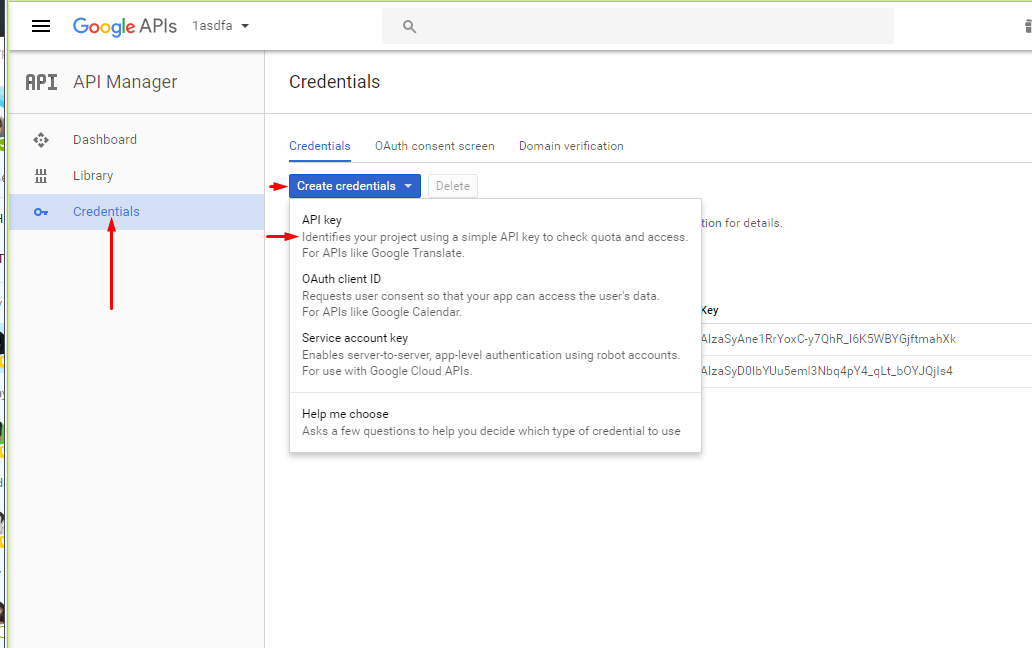 Google APIs 1asdfa
API API Manager
Credentials
Dashboard
Library
Credentials
Credentials OAuth consent screen Domain verification
Create credentials Delete
API key
Identifies your project using a simple API key to check quota and access.
For APIs like Google Translate.
OAuth client ID
Requests user consent so that your app can access the user's data.
For APIs like Google Calendar.
Service account key
Enables server-to-server, app-level authentication using robot accounts.
For use with Google Cloud APIs.
Help me choose
Asks a few questions to help you decide which type of credential to use
tion for details.
Key
AIzaSyAne1RrYoxC-y7QhR_I6K5WBYGjftmahXk
AIzaSyD0IbYUu5emI3Nbq4pY4_qLt_bOYJQjIs4